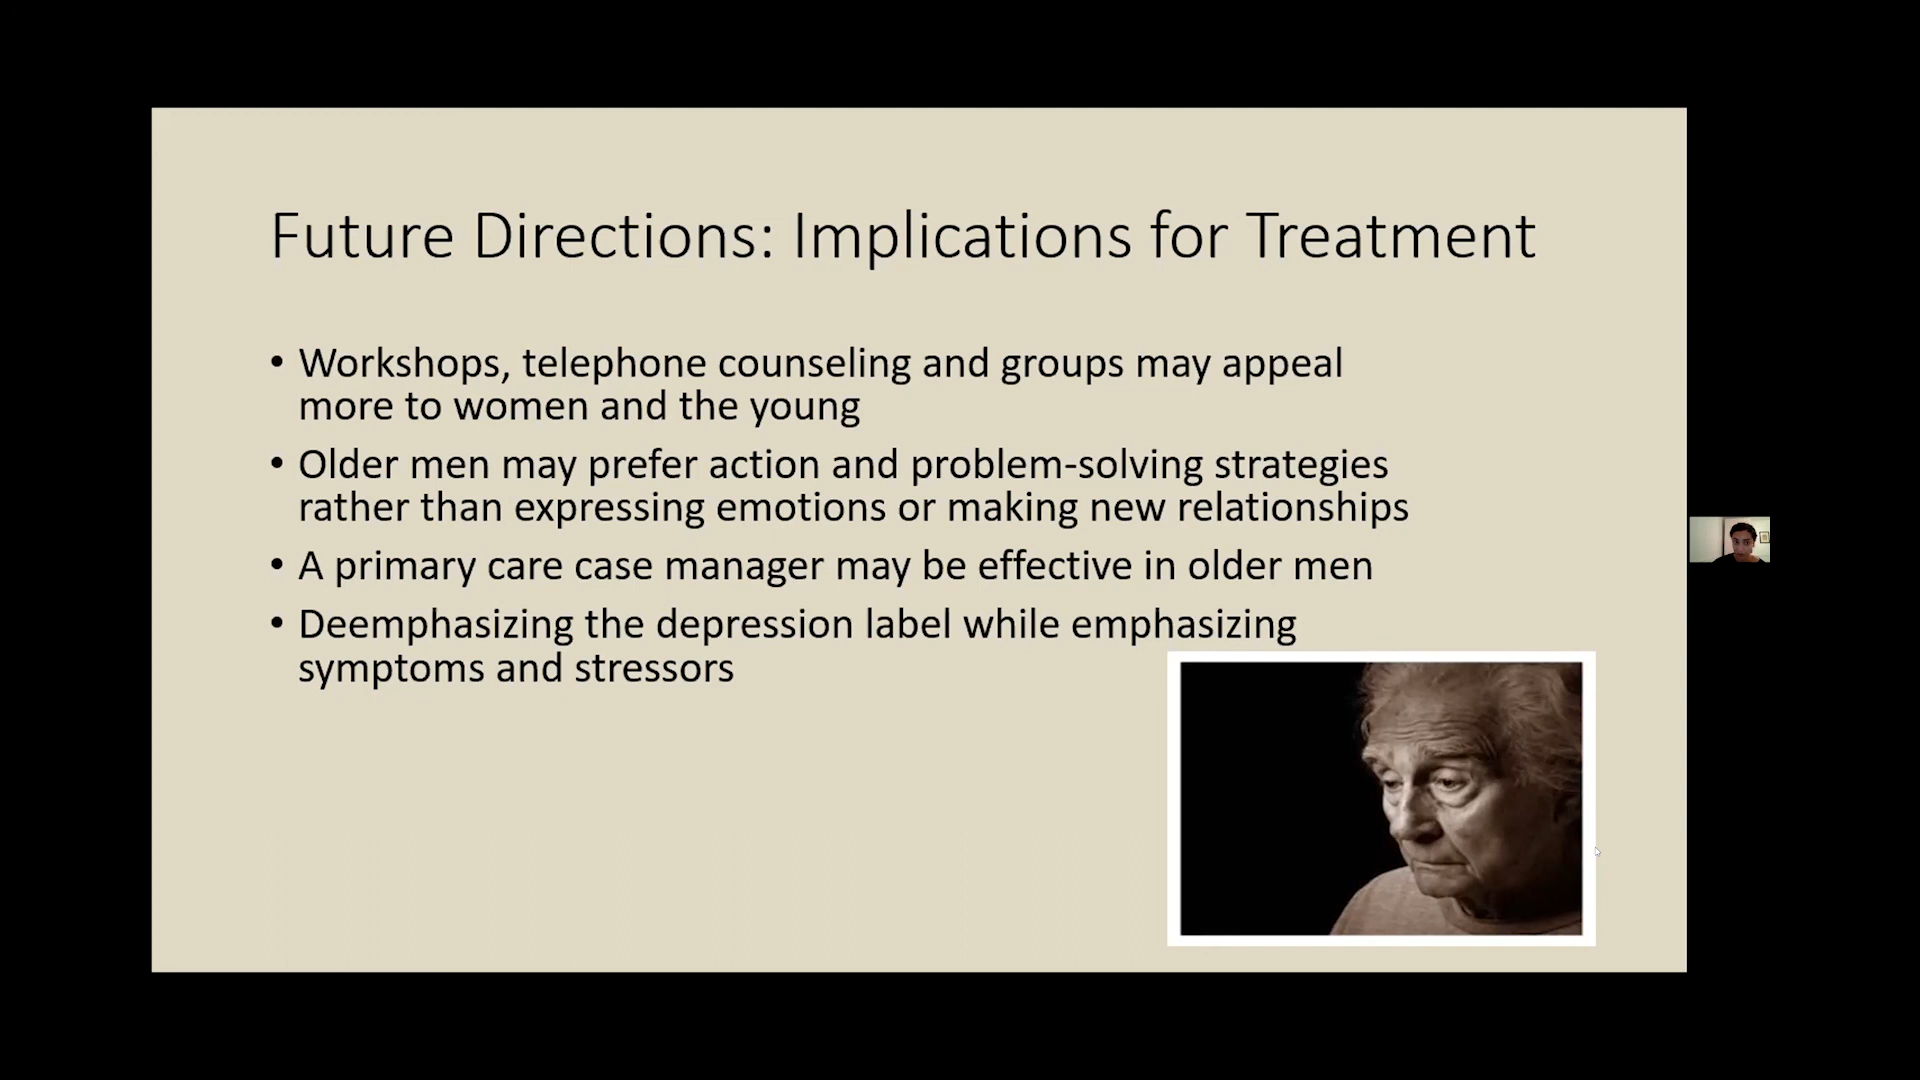 Future Directions: Implications for Treatment
• Workshops, telephone counseling and groups may appeal
more to women and the young
• Older men may prefer action and problem-solving strategies
rather than expressing emotions or making new relationships
• A primary care case manager may be effective in older men
• Deemphasizing the depression label while emphasizing
symptoms and stressors